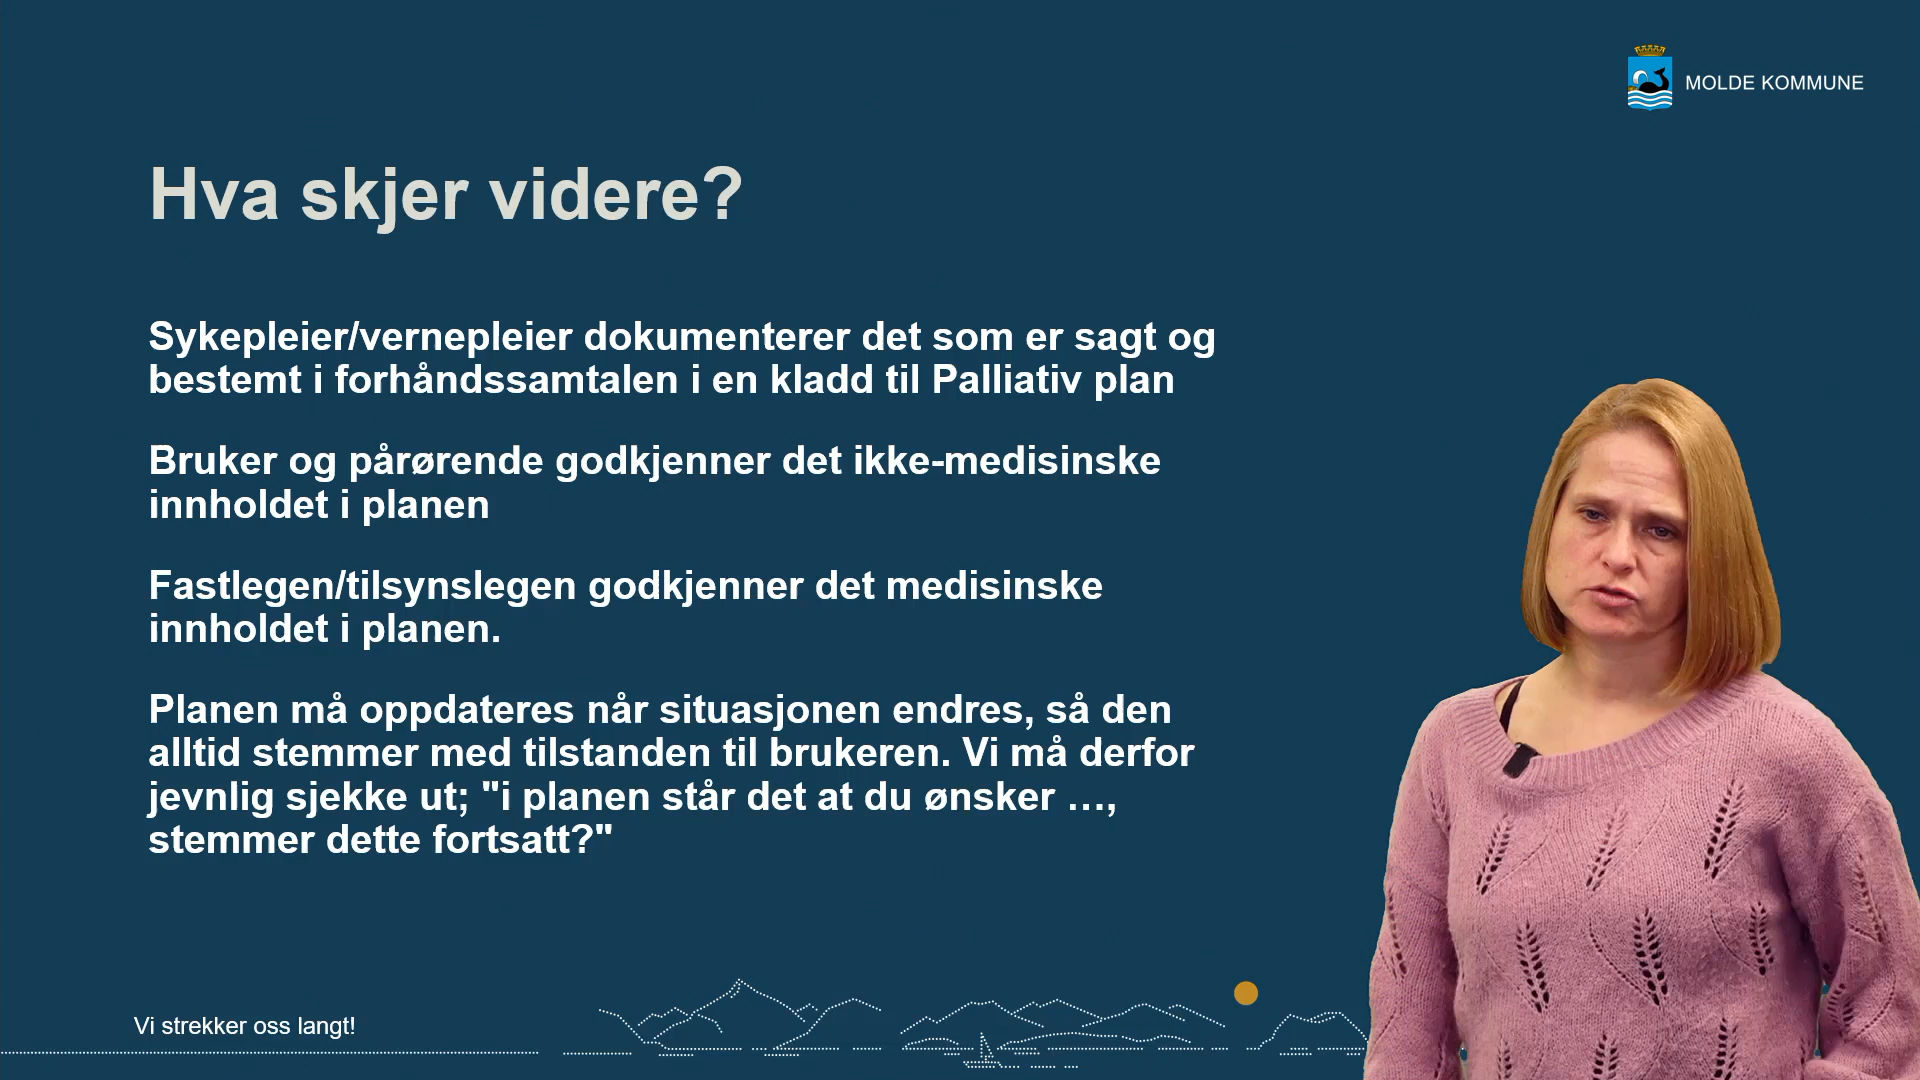 MOLDE KOMMUNE
Hva skjer videre?
Sykepleier/vernepleier dokumenterer det som er sagt og
bestemt i forhåndssamtalen i en kladd til Palliativ plan
Bruker og pårørende godkjenner det ikke-medisinske
innholdet i planen
Fastlegen/tilsynslegen godkjenner det medisinske
innholdet i planen.
Planen må oppdateres når situasjonen endres, så den
alltid stemmer med tilstanden til brukeren. Vi må derfor
jevnlig sjekke ut; "i planen står det at du ønsker …,
stemmer dette fortsatt?"
Vi strekker oss langt!